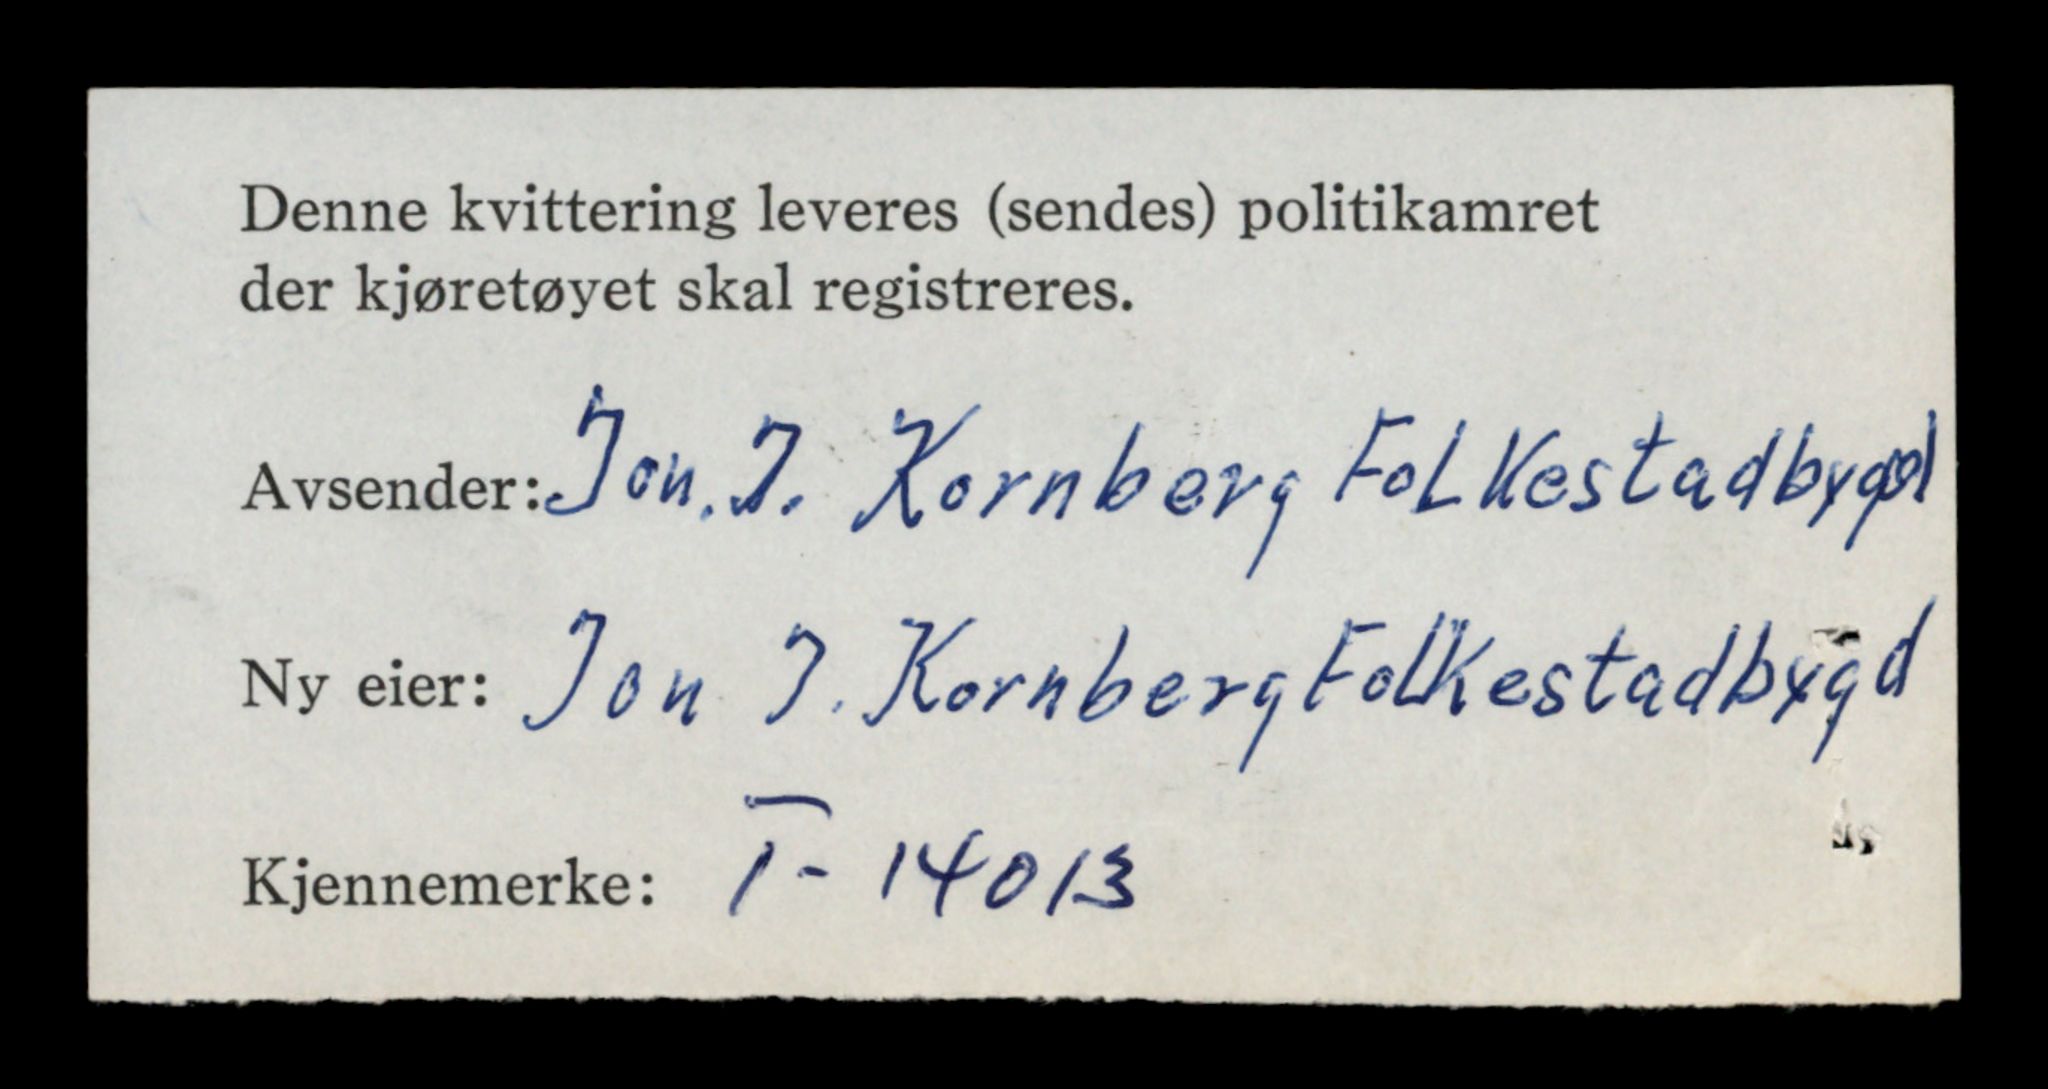 Denne kvittering leveres (sendes) politikamret
der kjøretøyet skal registreres.
Avsender: Jon. J. Kornberg Folkestadbygd
Ny eier: Jon J. Kornberg Folkestadbygd
Kjennemerke: T- 14013